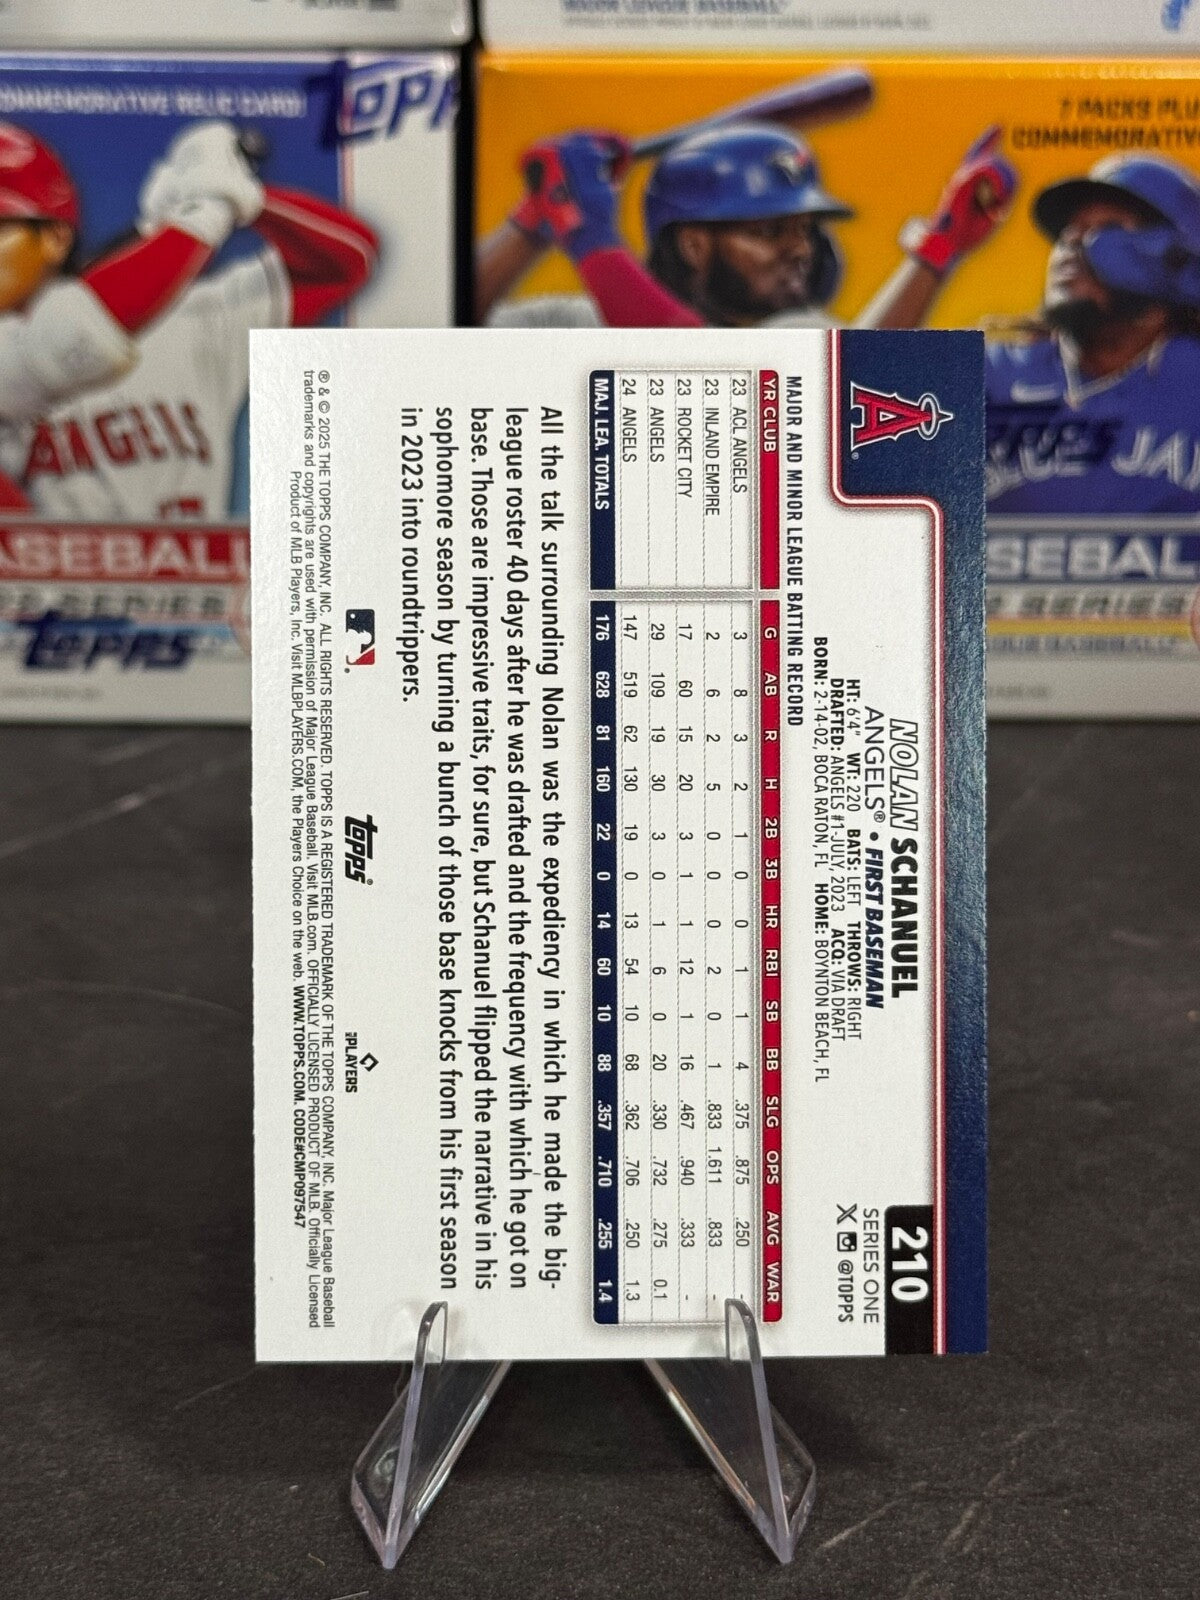 MAJOR LEAGUE BASEBALL
COMMEMORATIVE RELIC CARD!
TOPPS
7 PACKS PLU
COMMEMORATIVE
ANGELS
BASEBALL
SERIES
TOPPS
TOPPS
SEBAL
SERIES
210
SERIES ONE
@TOPPS
NOLAN SCHANUEL
ANGELS® • FIRST BASEMAN
HT: 6'4" WT: 220 BATS: LEFT THROWS: RIGHT
DRAFTED: ANGELS #1-JULY, 2023 ACQ: VIA DRAFT
BORN: 2-14-02, BOCA RATON, FL HOME: BOYNTON BEACH, FL
A
MAJOR AND MINOR LEAGUE BATTING RECORD
YR CLUB G AB R H 2B 3B HR RBI SB BB SLG OPS AVG WAR
23 ACL ANGELS 3 8 3 2 1 0 0 1 1 4 .375 .875 .250 -
23 INLAND EMPIRE 2 6 2 5 0 0 0 2 0 1 .833 1.611 .833 -
23 ROCKET CITY 17 60 15 20 3 1 1 12 1 16 .467 .940 .333 -
23 ANGELS 29 109 19 30 3 0 1 6 0 20 .330 .732 .275 0.1
24 ANGELS 147 519 62 130 19 0 13 54 10 68 .362 .706 .250 1.3
MAJ. LEA. TOTALS 176 628 81 160 22 0 14 60 10 88 .357 .710 .255 1.4
All the talk surrounding Nolan was the expediency in which he made the big-
league roster 40 days after he was drafted and the frequency with which he got on
base. Those are impressive traits, for sure, but Schanuel flipped the narrative in his
sophomore season by turning a bunch of those base knocks from his first season
in 2023 into roundtrippers.
topps®
PLAYERS
® & © 2025 THE TOPPS COMPANY, INC. ALL RIGHTS RESERVED. TOPPS IS A REGISTERED TRADEMARK OF THE TOPPS COMPANY, INC. Major League Baseball
trademarks and copyrights are used with permission of Major League Baseball. Visit MLB.com. OFFICIALLY LICENSED PRODUCT OF MLB. Officially Licensed
Product of MLB Players, Inc. Visit MLBPLAYERS.COM, the Players Choice on the web. WWW.TOPPS.COM. CODE#CMP097547